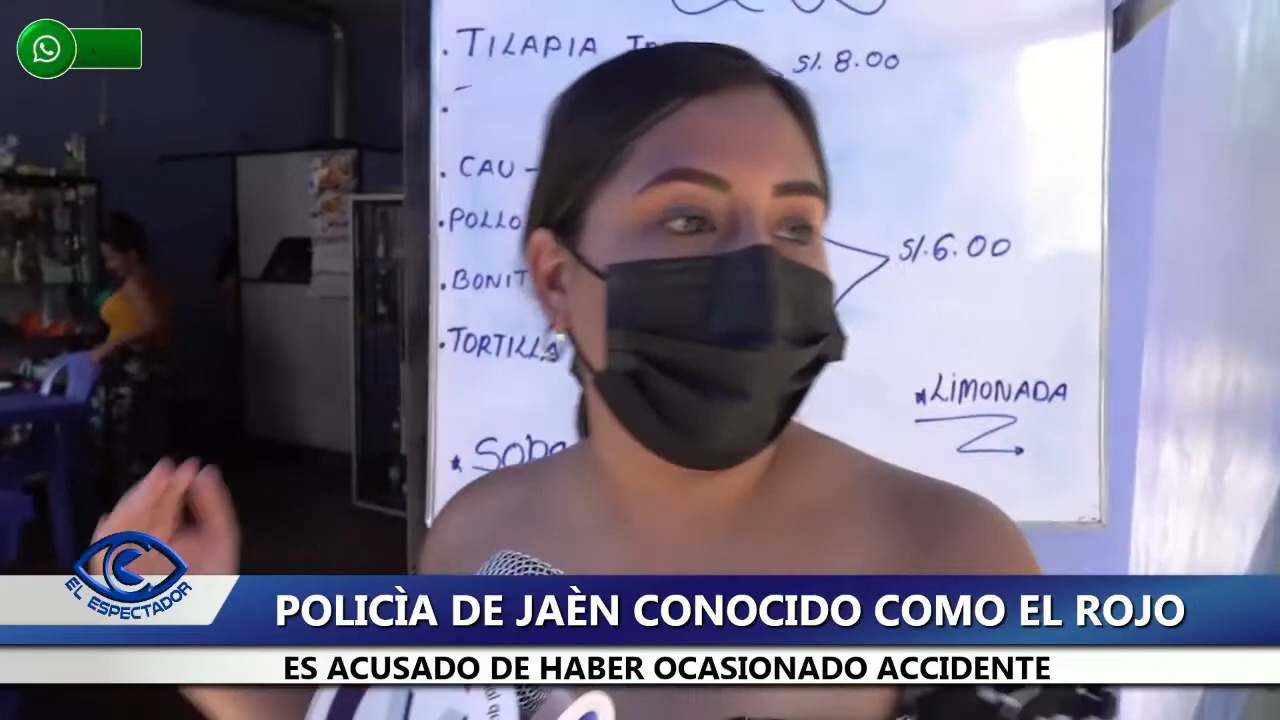 . TILAPIA
S/. 8.00
. CAU -
. POLLO
. BONIT
. TORTILLA
S/. 6.00
* LIMONADA
* SOPA
EL ESPECTADOR
POLICÌA DE JAÈN CONOCIDO COMO EL ROJO
ES ACUSADO DE HABER OCASIONADO ACCIDENTE